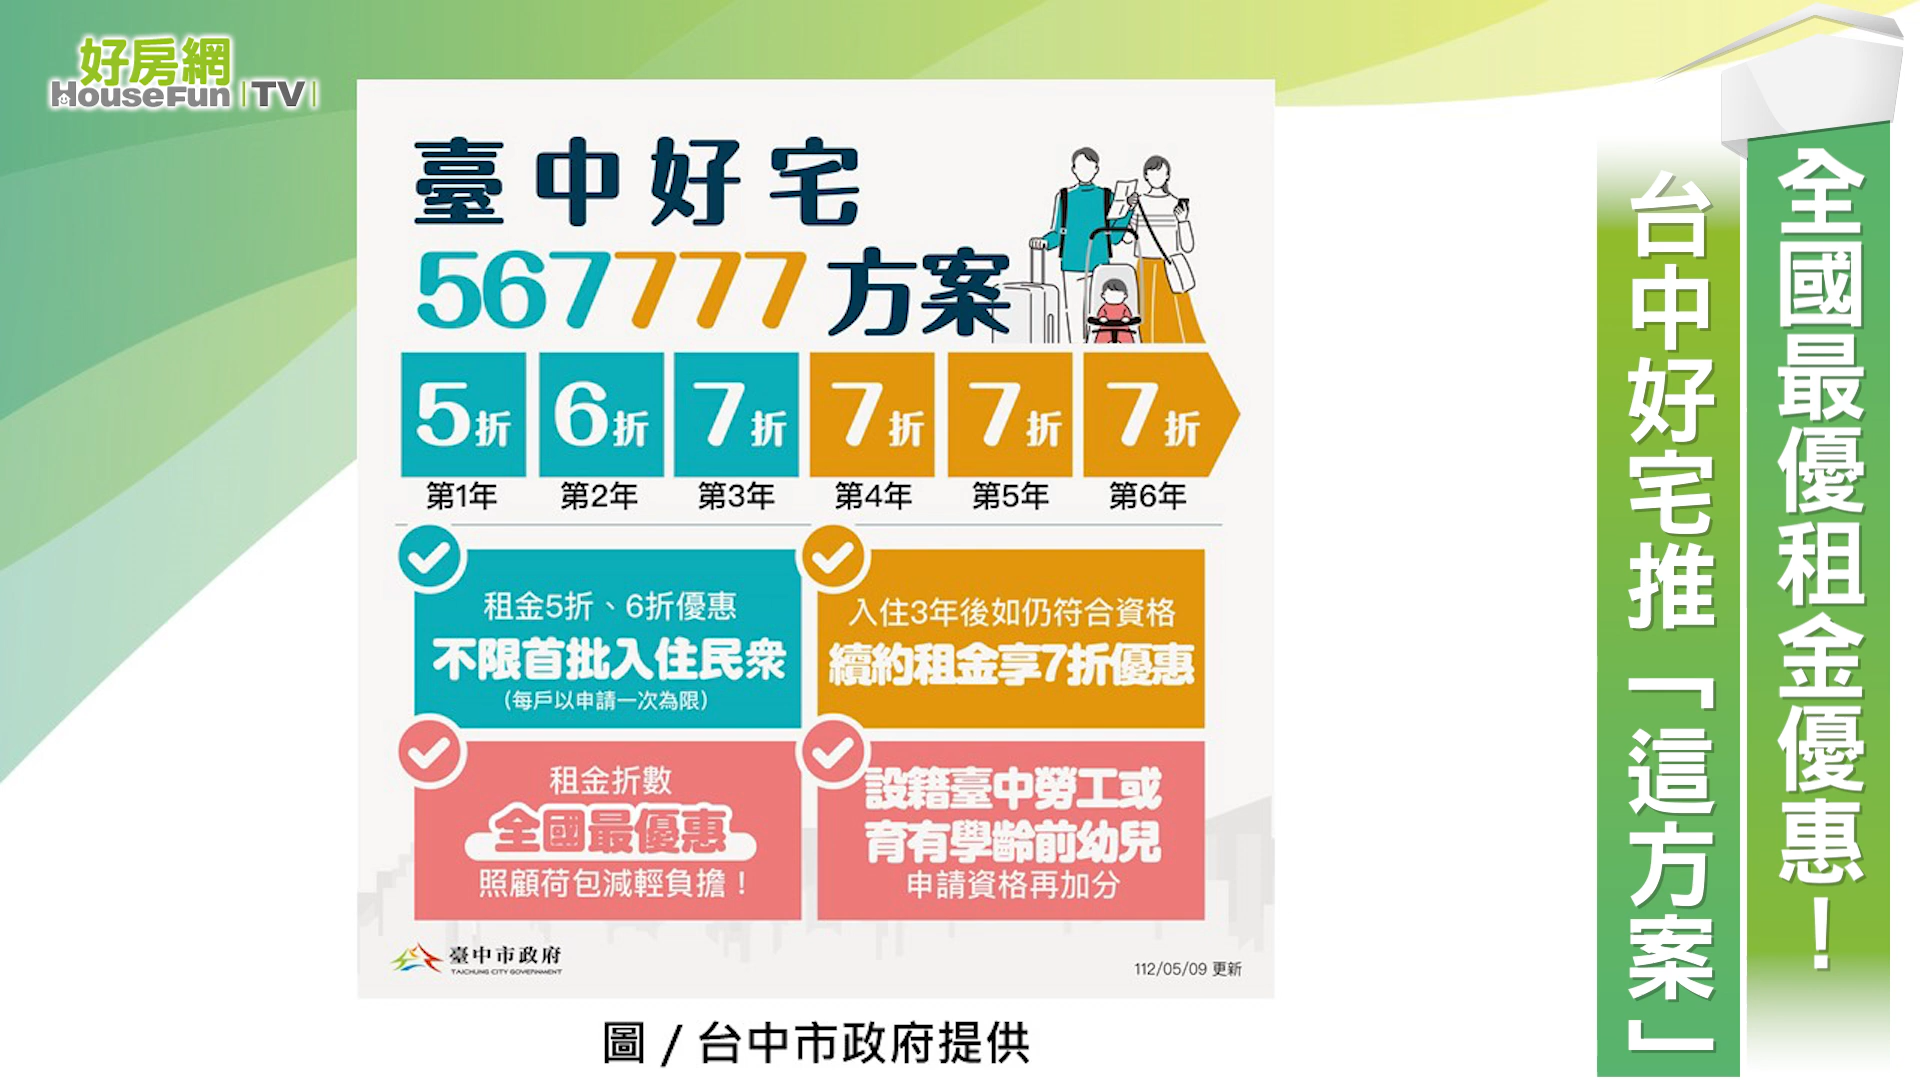 好房網
HouseFun TV
全國最優租金優惠！
台中好宅推「這方案」
臺中好宅
567777方案
5折 6折 7折 7折 7折 7折
第1年 第2年 第3年 第4年 第5年 第6年
租金5折、6折優惠
不限首批入住民眾
(每戶以申請一次為限)
入住3年後如仍符合資格
續約租金享7折優惠
租金折數
全國最優惠
照顧荷包減輕負擔！
設籍臺中勞工或
育有學齡前幼兒
申請資格再加分
臺中市政府
TAICHUNG CITY GOVERNMENT
112/05/09 更新
圖/台中市政府提供